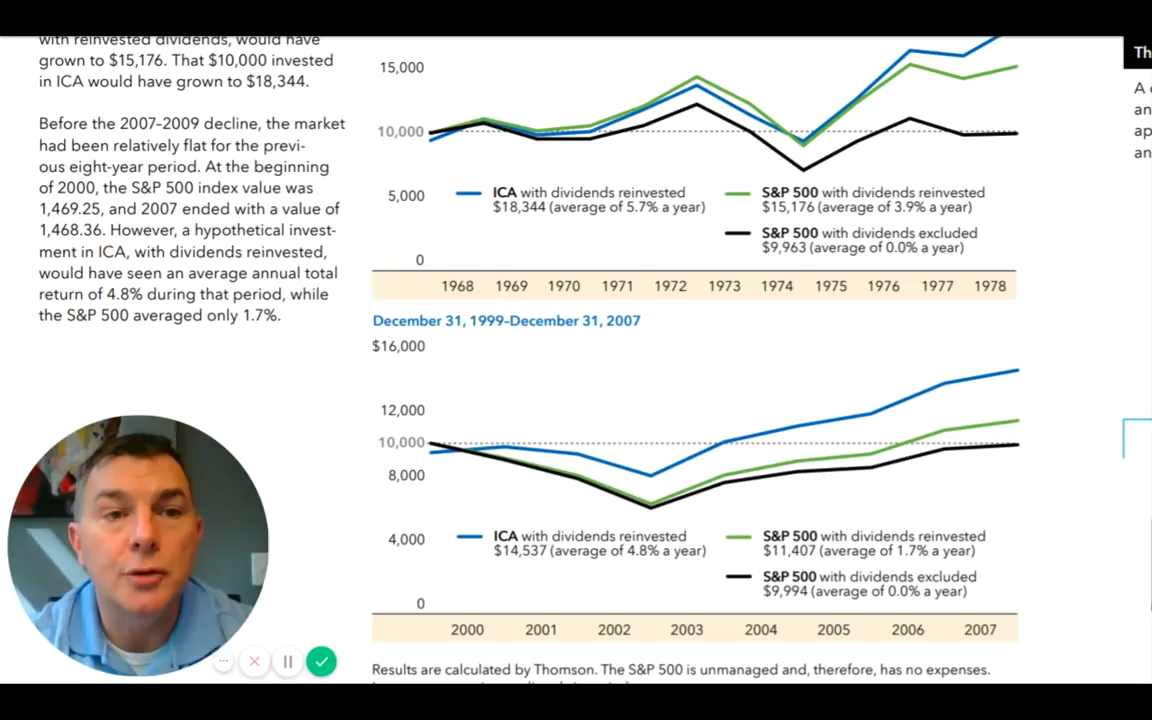 with reinvested dividends, would have
grown to $15,176. That $10,000 invested
in ICA would have grown to $18,344.
Before the 2007–2009 decline, the market
had been relatively flat for the previ-
ous eight-year period. At the beginning
of 2000, the S&P 500 index value was
1,469.25, and 2007 ended with a value of
1,468.36. However, a hypothetical invest-
ment in ICA, with dividends reinvested,
would have seen an average annual total
return of 4.8% during that period, while
the S&P 500 averaged only 1.7%.
15,000
10,000
5,000
0
ICA with dividends reinvested
$18,344 (average of 5.7% a year)
S&P 500 with dividends reinvested
$15,176 (average of 3.9% a year)
S&P 500 with dividends excluded
$9,963 (average of 0.0% a year)
1968 1969 1970 1971 1972 1973 1974 1975 1976 1977 1978
December 31, 1999–December 31, 2007
$16,000
12,000
10,000
8,000
4,000
0
ICA with dividends reinvested
$14,537 (average of 4.8% a year)
S&P 500 with dividends reinvested
$11,407 (average of 1.7% a year)
S&P 500 with dividends excluded
$9,994 (average of 0.0% a year)
2000 2001 2002 2003 2004 2005 2006 2007
Results are calculated by Thomson. The S&P 500 is unmanaged and, therefore, has no expenses.
Th
A
an
ap
an